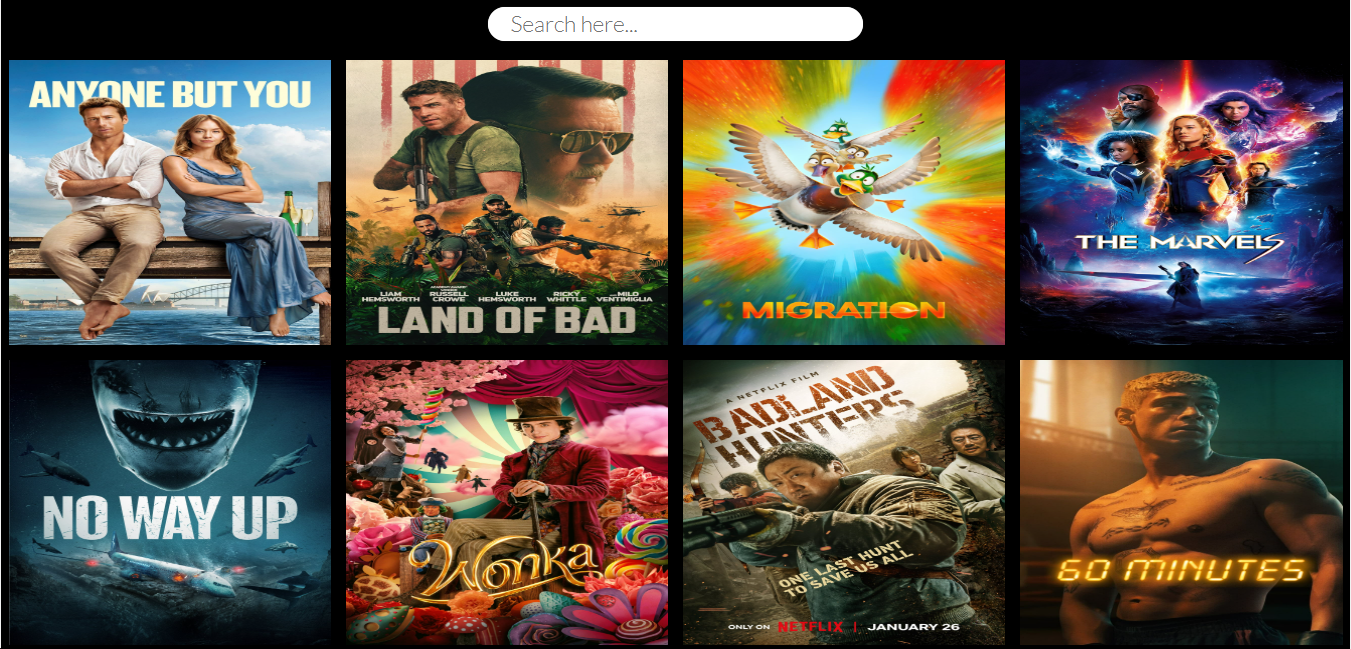 Search here...
ANYONE BUT YOU
LIAM HEMSWORTH
RUSSELL CROWE
LUKE HEMSWORTH
RICKY WHITTLE
MILO VENTIMIGLIA
LAND OF BAD
MIGRATION
THE MARVELS
NO WAY UP
Wonka
A NETFLIX FILM
BADLAND
HUNTERS
ONE LAST HUNT
TO SAVE US ALL
ONLY ON NETFLIX | JANUARY 26
60 MINUTES